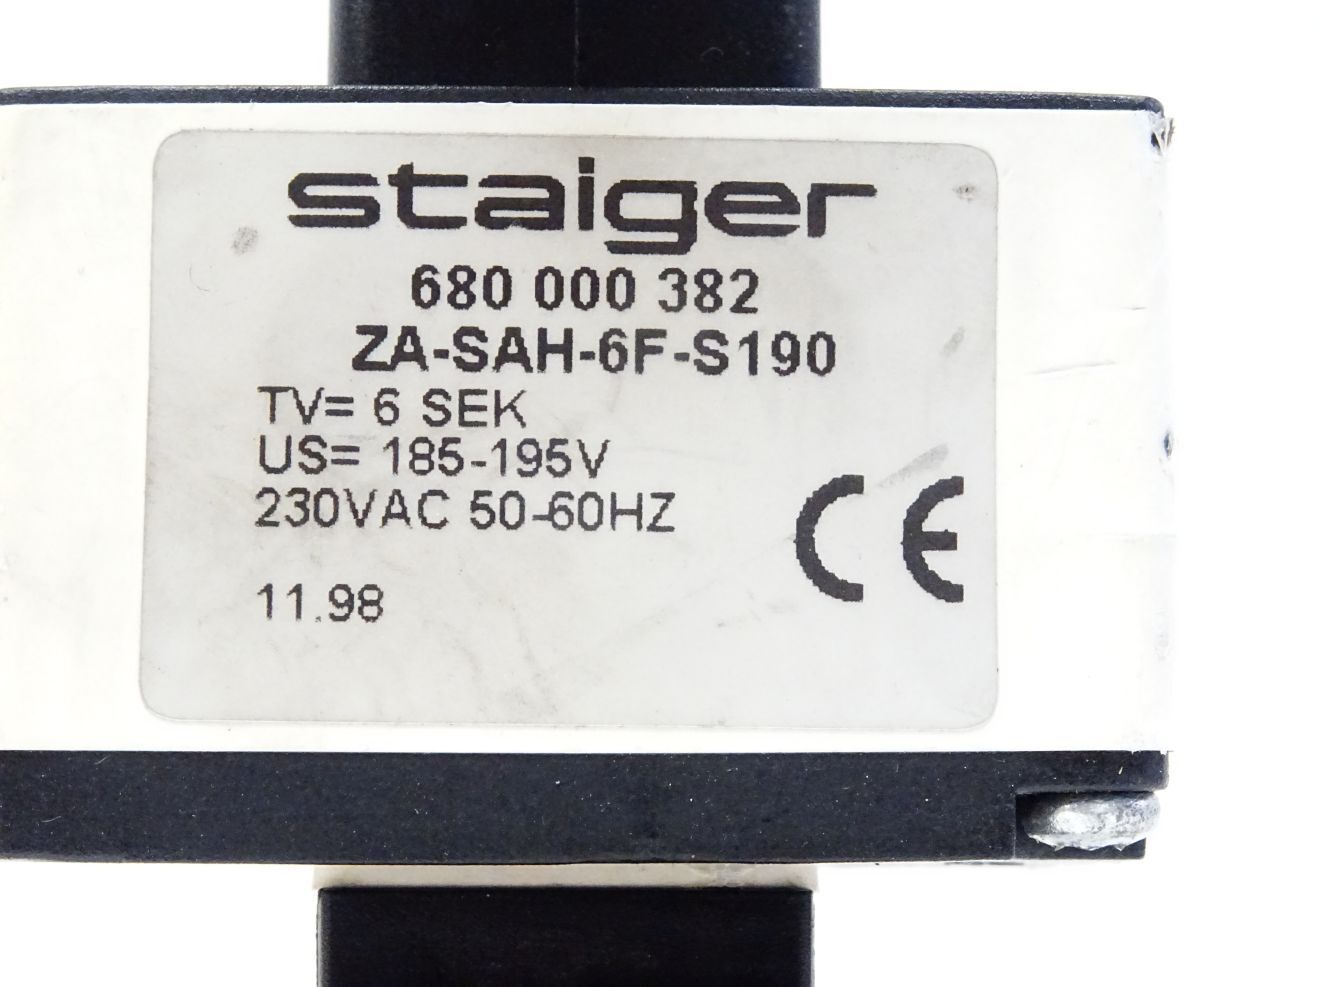 staiger
680 000 382
ZA-SAH-6F-S190
TV= 6 SEK
US= 185-195V
230VAC 50-60HZ
11.98
CE